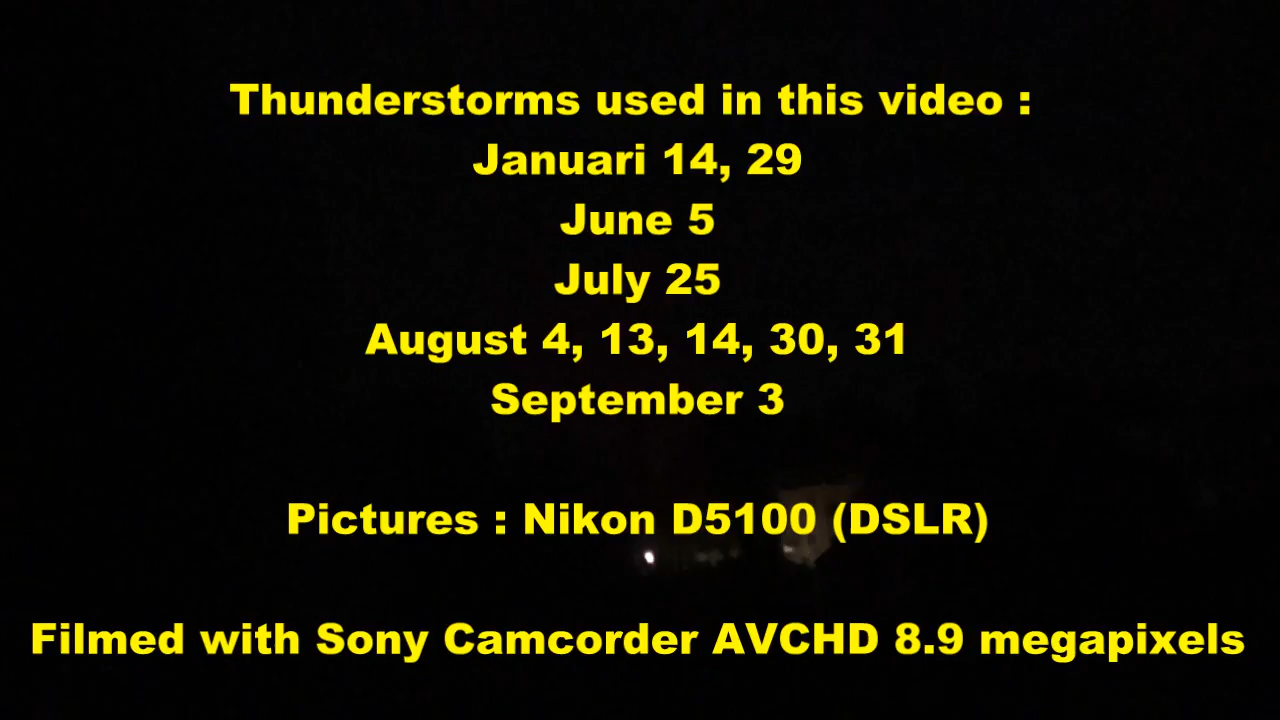 Thunderstorms used in this video :
Januari 14, 29
June 5
July 25
August 4, 13, 14, 30, 31
September 3
Pictures : Nikon D5100 (DSLR)
Filmed with Sony Camcorder AVCHD 8.9 megapixels